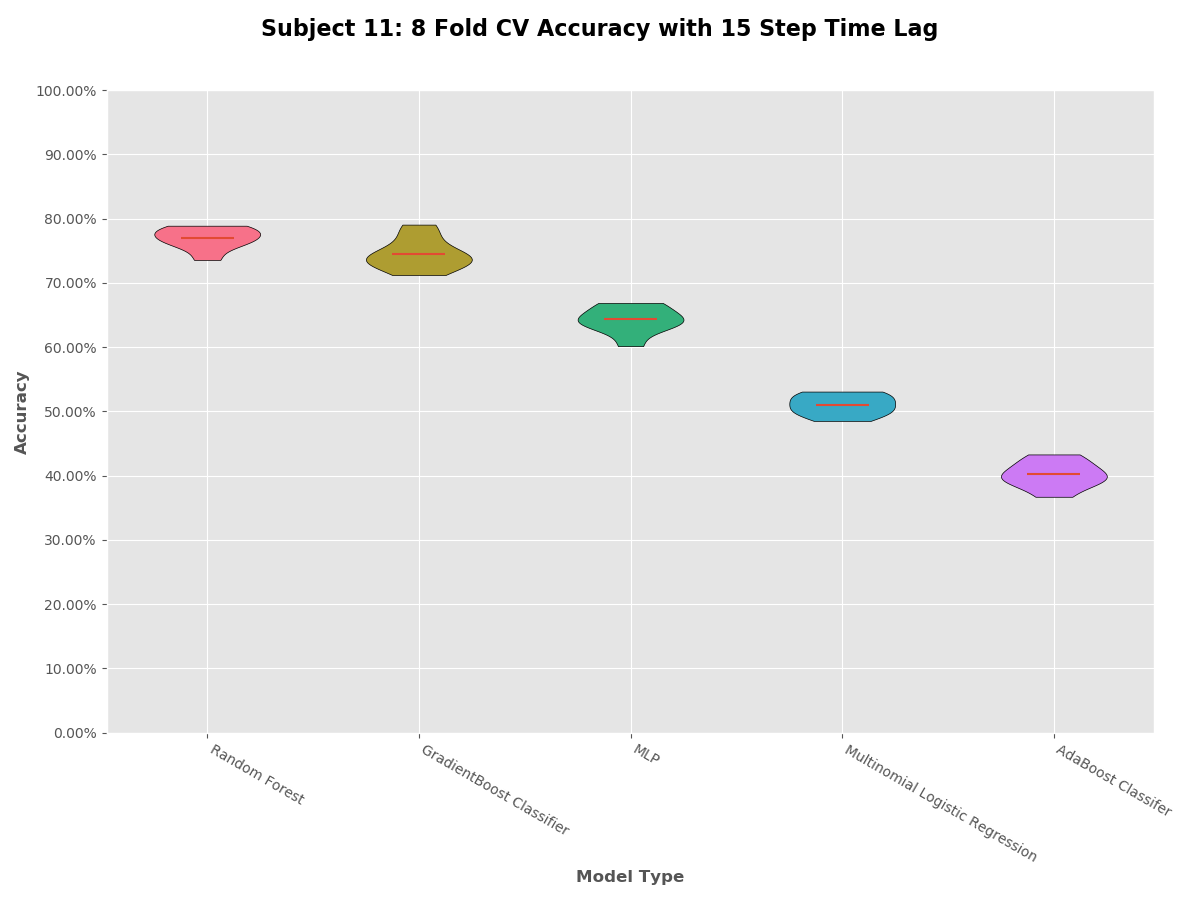 Subject 11: 8 Fold CV Accuracy with 15 Step Time Lag
100.00%
90.00%
80.00%
70.00%
60.00%
50.00%
40.00%
30.00%
20.00%
10.00%
0.00%
Accuracy
Random Forest
GradientBoost Classifier
MLP
Multinomial Logistic Regression
AdaBoost Classifer
Model Type